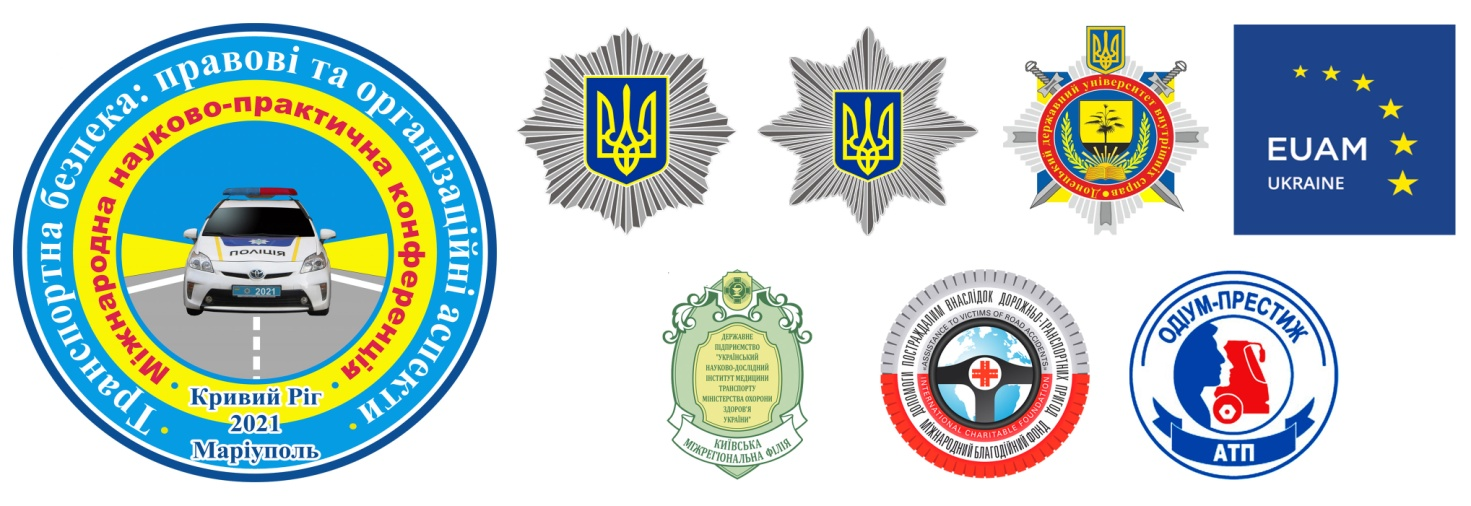 Транспортна безпека: правові та організаційні аспекти
Міжнародна науково-практична конференція
ПОЛІЦІЯ
2021
Кривий Ріг
2021
Маріуполь
Донецький державний університет внутрішніх справ
EUAM
UKRAINE
ДЕРЖАВНЕ
ПІДПРИЄМСТВО
"УКРАЇНСЬКИЙ
НАУКОВО-ДОСЛІДНИЙ
ІНСТИТУТ МЕДИЦИНИ
ТРАНСПОРТУ
МІНІСТЕРСТВА ОХОРОНИ
ЗДОРОВ'Я
УКРАЇНИ"
КИЇВСЬКА
МІЖРЕГІОНАЛЬНА ФІЛІЯ
ДОПОМОГИ ПОСТРАЖДАЛИМ ВНАСЛІДОК ДОРОЖНЬО-ТРАНСПОРТНИХ ПРИГОД
МІЖНАРОДНИЙ БЛАГОДІЙНИЙ ФОНД
«ASSISTANCE TO VICTIMS OF ROAD ACCIDENTS»
INTERNATIONAL CHARITABLE FOUNDATION
ОДІУМ-ПРЕСТИЖ
АТП